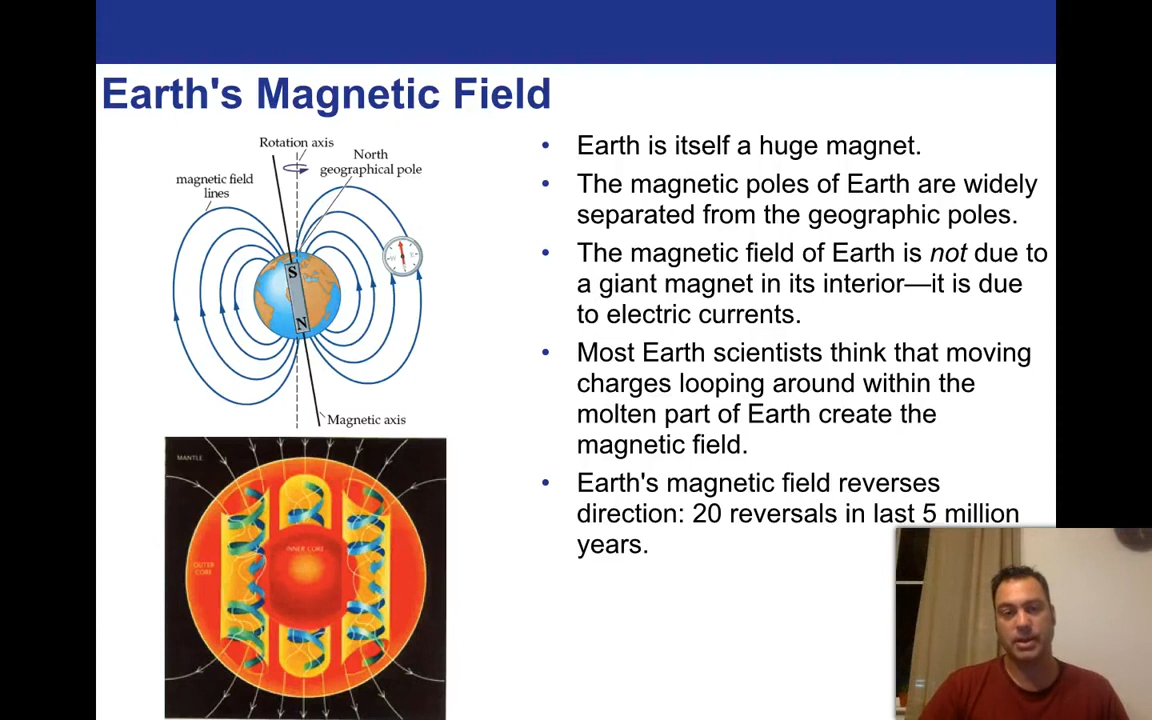 Earth's Magnetic Field
Rotation axis
North
geographical pole
magnetic field
lines
S
N
Magnetic axis
MANTLE
INNER CORE
OUTER
CORE
• Earth is itself a huge magnet.
• The magnetic poles of Earth are widely
separated from the geographic poles.
• The magnetic field of Earth is not due to
a giant magnet in its interior—it is due
to electric currents.
• Most Earth scientists think that moving
charges looping around within the
molten part of Earth create the
magnetic field.
• Earth's magnetic field reverses
direction: 20 reversals in last 5 million
years.